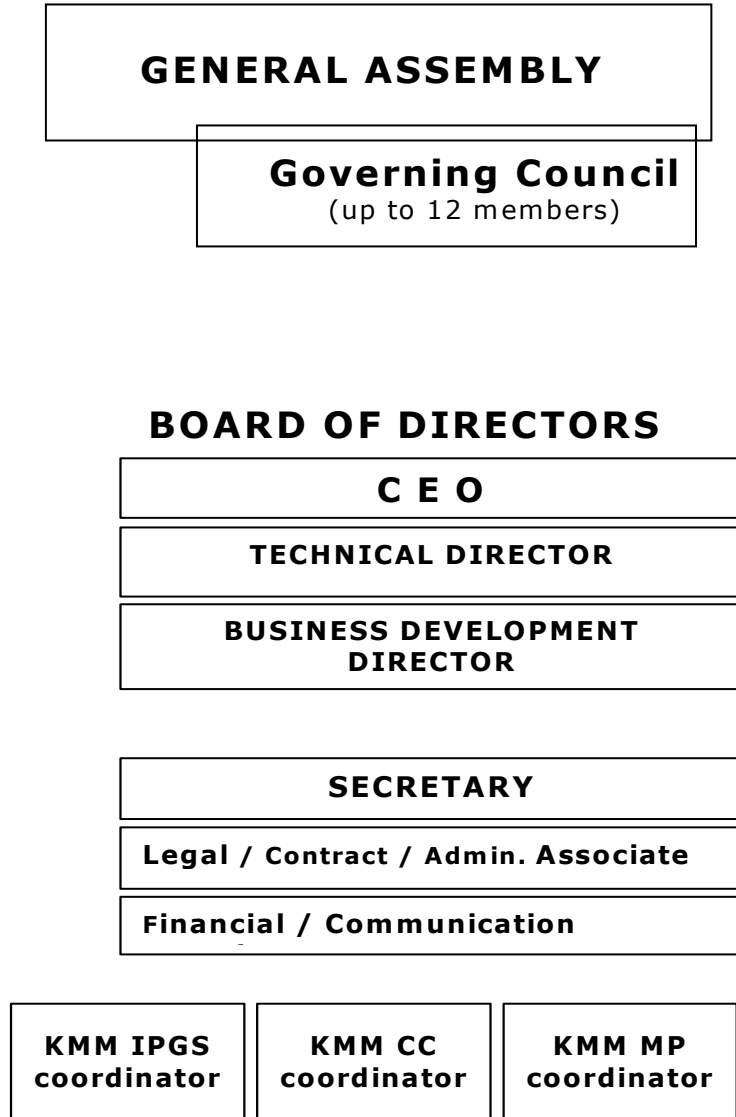 GENERAL ASSEMBLY
Governing Council
(up to 12 members)
BOARD OF DIRECTORS
C E O
TECHNICAL DIRECTOR
BUSINESS DEVELOPMENT
DIRECTOR
SECRETARY
Legal / Contract / Admin. Associate
Financial / Communication
KMM IPGS
coordinator
KMM CC
coordinator
KMM MP
coordinator